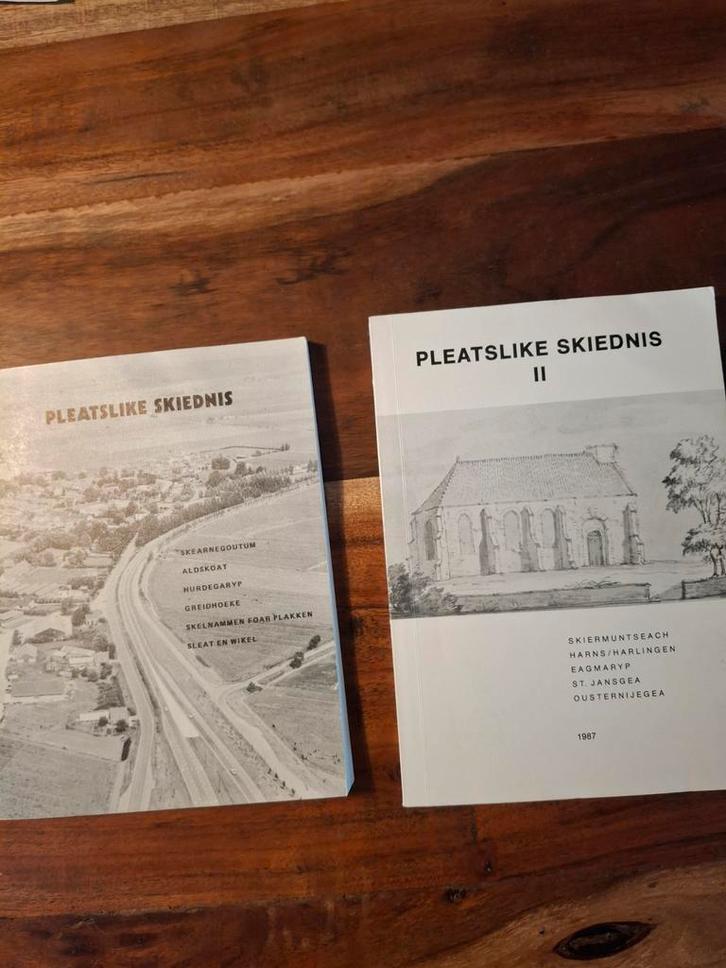 PLEATSLIKE SKIEDNIS
SKEARNEGOUTUM
ALDSKOAT
HURDEGARYP
GREIDHOEKE
SKELNAMMEN FOAR PLAKKEN
SLEAT EN WIKEL
PLEATSLIKE SKIEDNIS
II
SKIERMUNTSEACH
HARNS/HARLINGEN
EAGMARYP
ST. JANSGEA
OUSTERNIJEGEA
1987